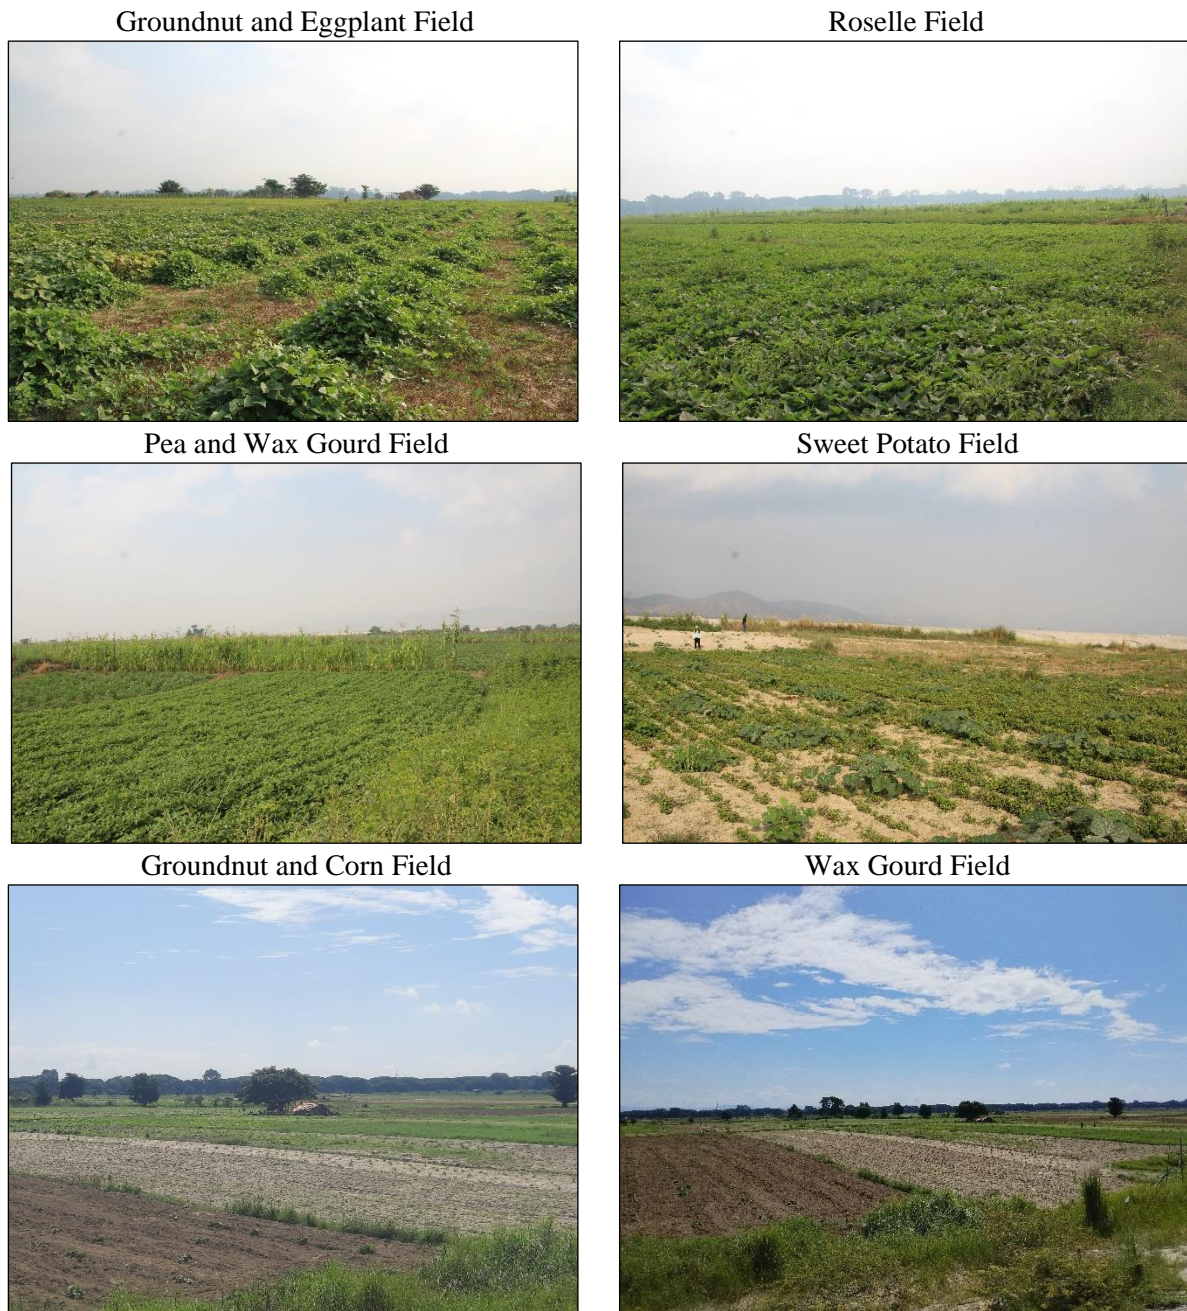 Groundnut and Eggplant Field
Roselle Field
Pea and Wax Gourd Field
Sweet Potato Field
Groundnut and Corn Field
Wax Gourd Field